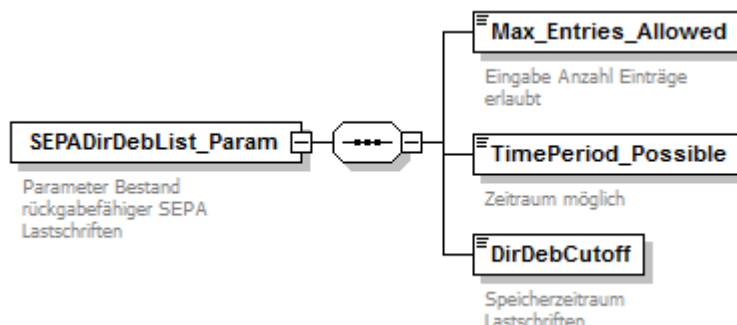 Max_Entries_Allowed
Eingabe Anzahl Einträge
erlaubt
SEPADirDebList_Param
Parameter Bestand
rückgabefähiger SEPA
Lastschriften
TimePeriod_Possible
Zeitraum möglich
DirDebCutoff
Speicherzeitraum
Lastschriften